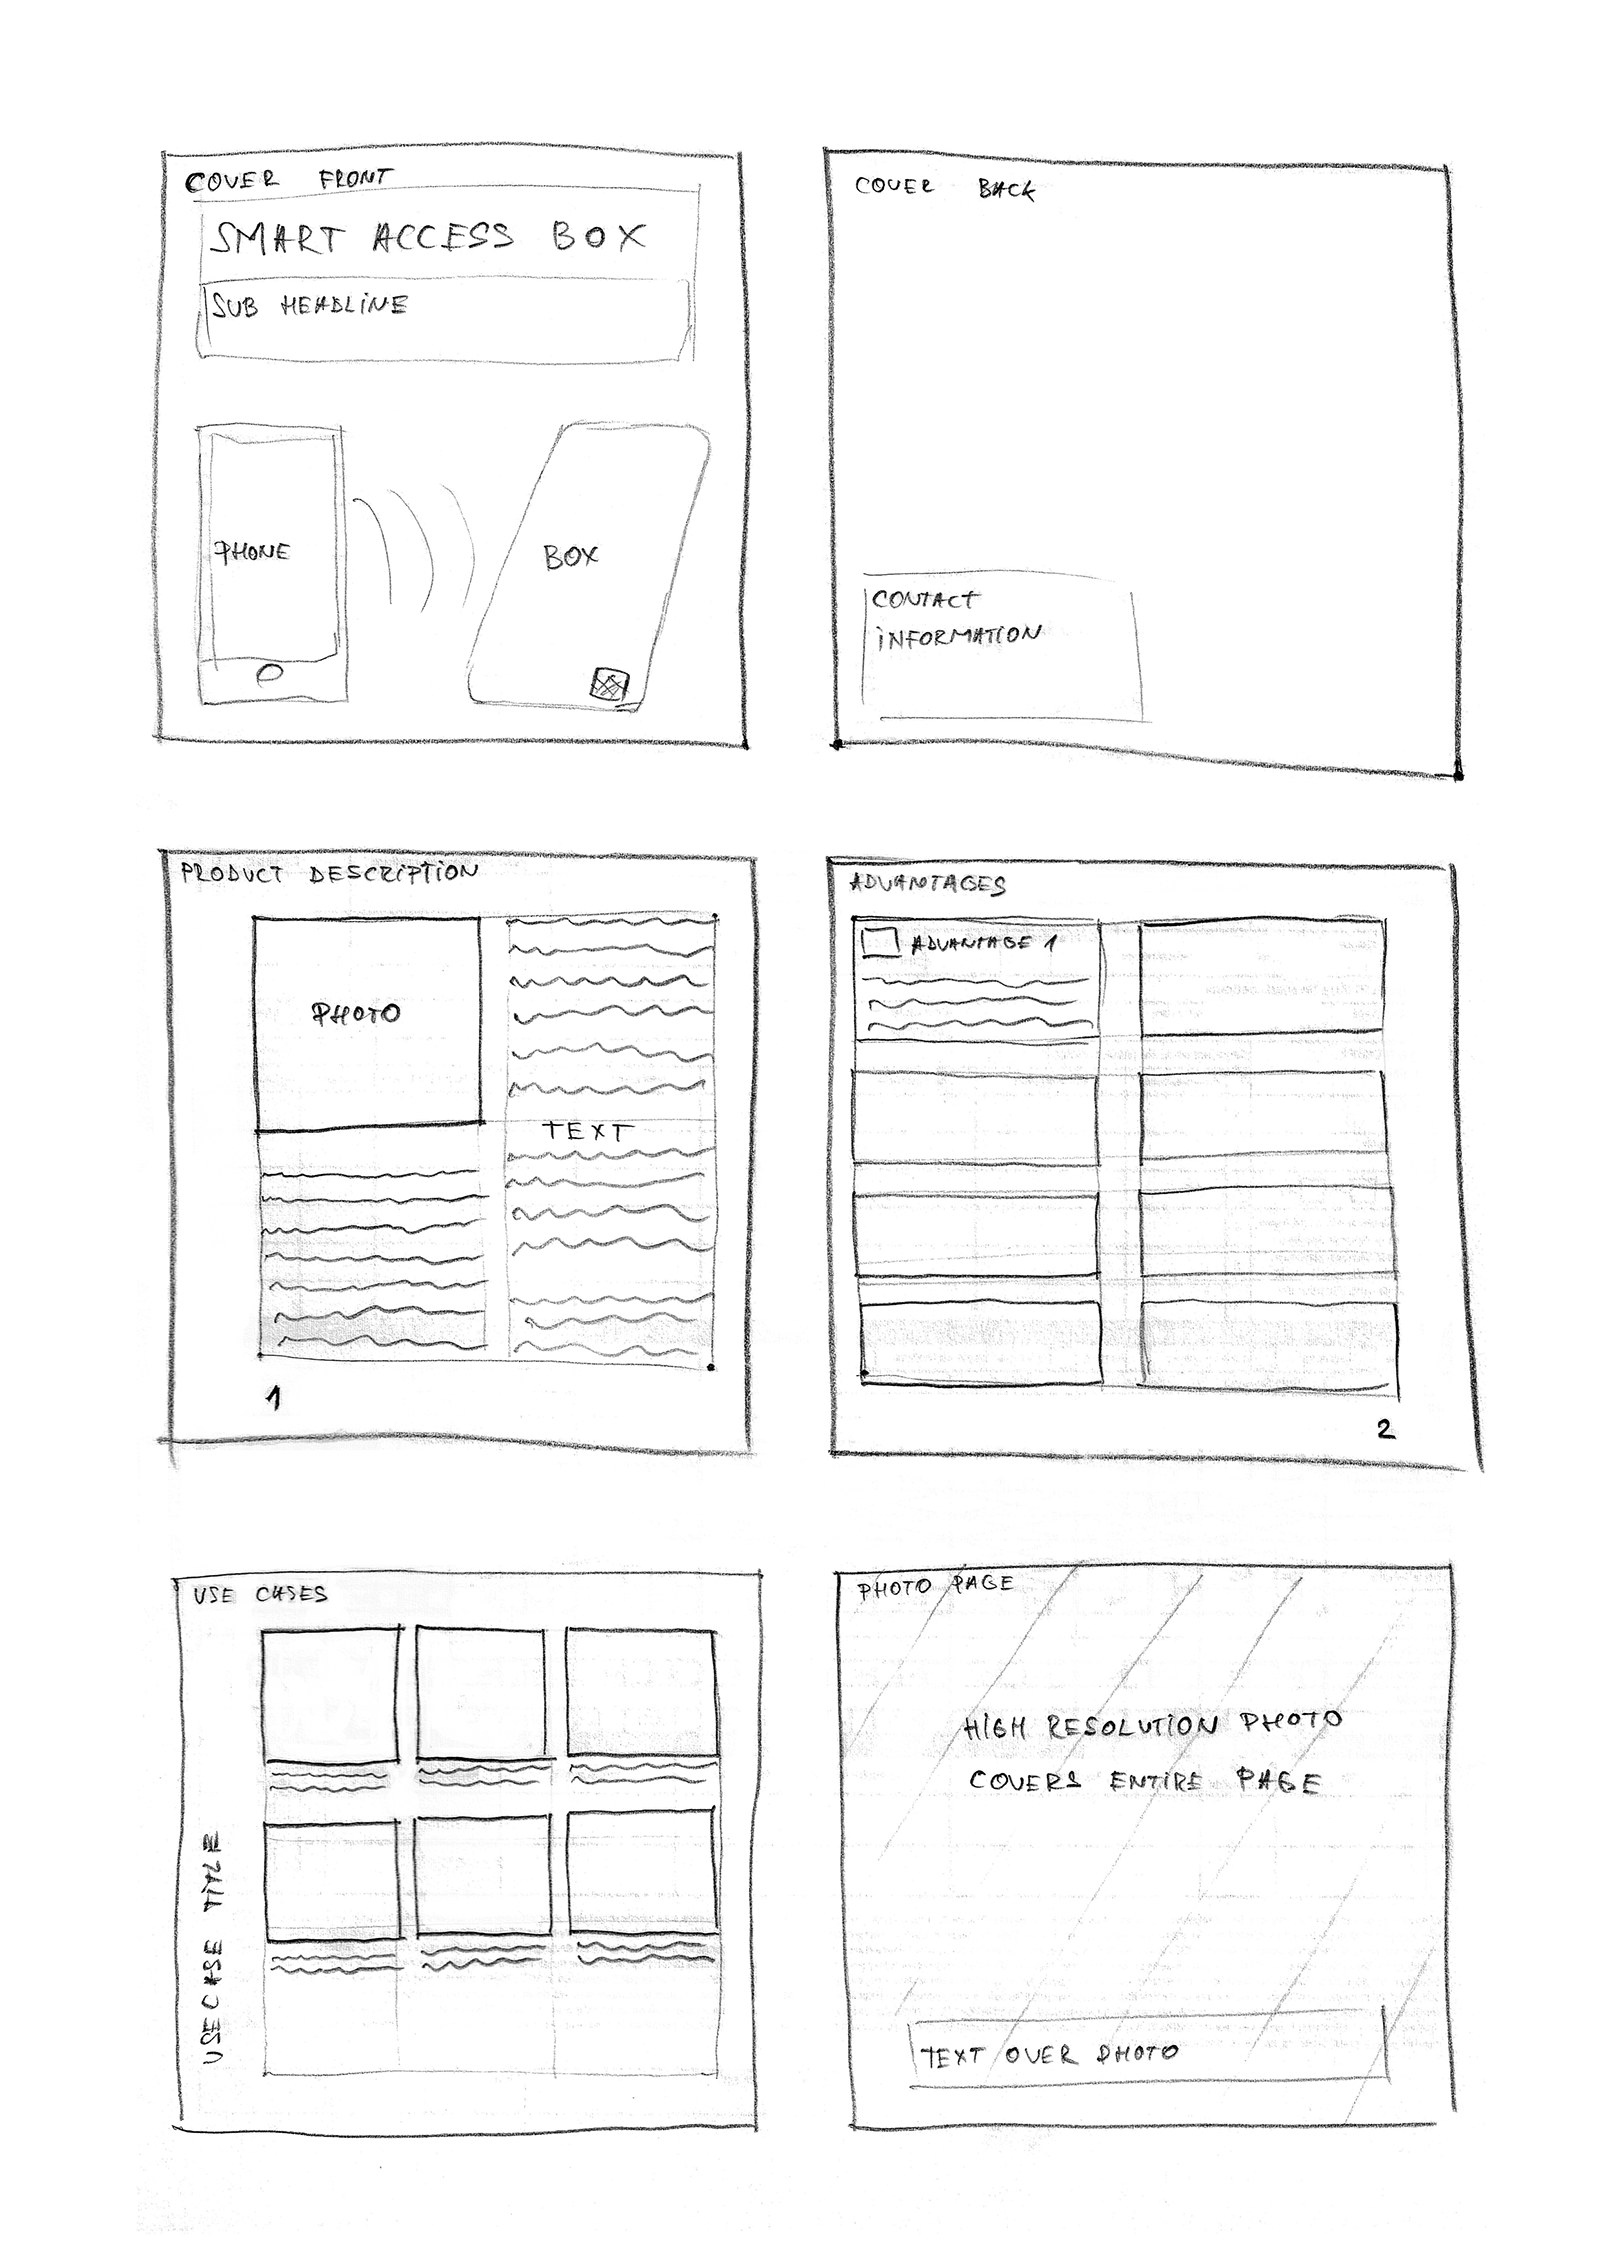 COVER FRONT
SMART ACCESS BOX
SUB HEADLINE
PHONE
BOX
COVER BACK
CONTACT
INFORMATION
PRODUCT DESCRIPTION
PHOTO
TEXT
1
ADVANTAGES
ADVANTAGE 1
2
USE CASES
USE CASE TITLE
PHOTO PAGE
HIGH RESOLUTION PHOTO
COVERS ENTIRE PAGE
TEXT OVER PHOTO